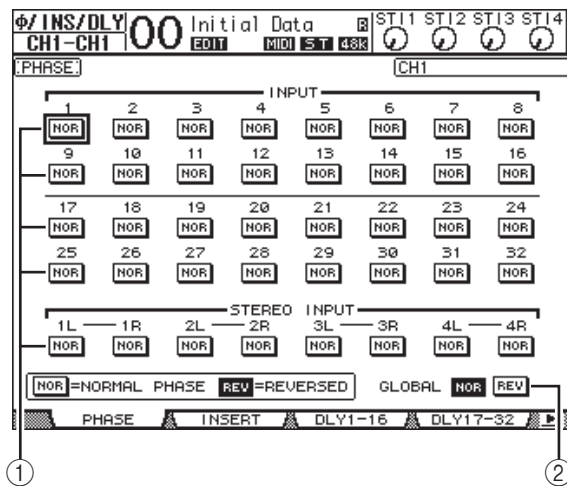 ϕ/INS/DLY 00 Initial Data R ST11 ST12 ST13 ST14
CH1-CH1 EDIT MIDI S.T 48K
PHASE CH1
INPUT
1 2 3 4 5 6 7 8
NOR NOR NOR NOR NOR NOR NOR NOR
9 10 11 12 13 14 15 16
NOR NOR NOR NOR NOR NOR NOR NOR
17 18 19 20 21 22 23 24
NOR NOR NOR NOR NOR NOR NOR NOR
25 26 27 28 29 30 31 32
NOR NOR NOR NOR NOR NOR NOR NOR
STEREO INPUT
1L 1R 2L 2R 3L 3R 4L 4R
NOR NOR NOR NOR NOR NOR NOR NOR
NOR =NORMAL PHASE REV =REVERSED GLOBAL NOR REV
PHASE INSERT DLY1-16 DLY17-32
① ②